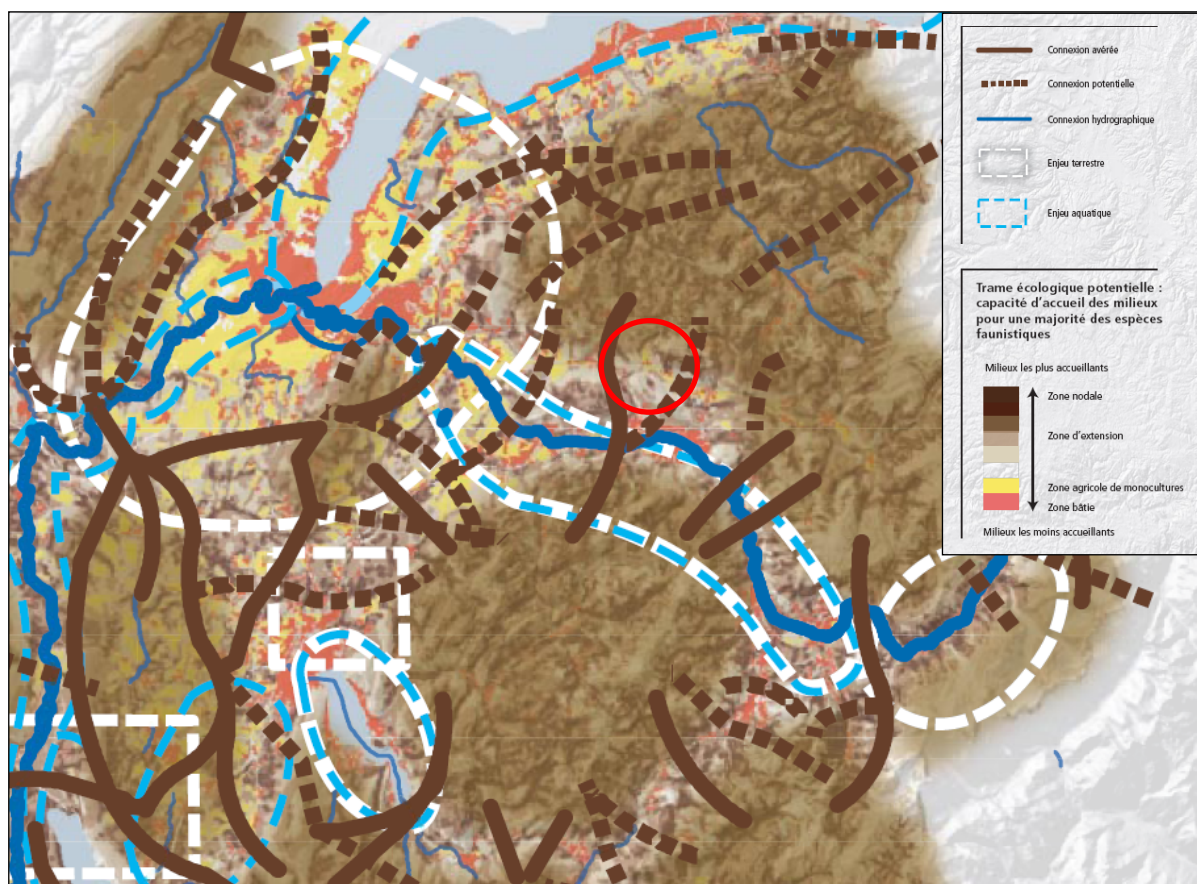 Connexion avérée
Connexion potentielle
Connexion hydrographique
Enjeu terrestre
Enjeu aquatique
Trame écologique potentielle :
capacité d'accueil des milieux
pour une majorité des espèces
faunistiques
Milieux les plus accueillants
Zone nodale
Zone d'extension
Zone agricole de monocultures
Zone bâtie
Milieux les moins accueillants